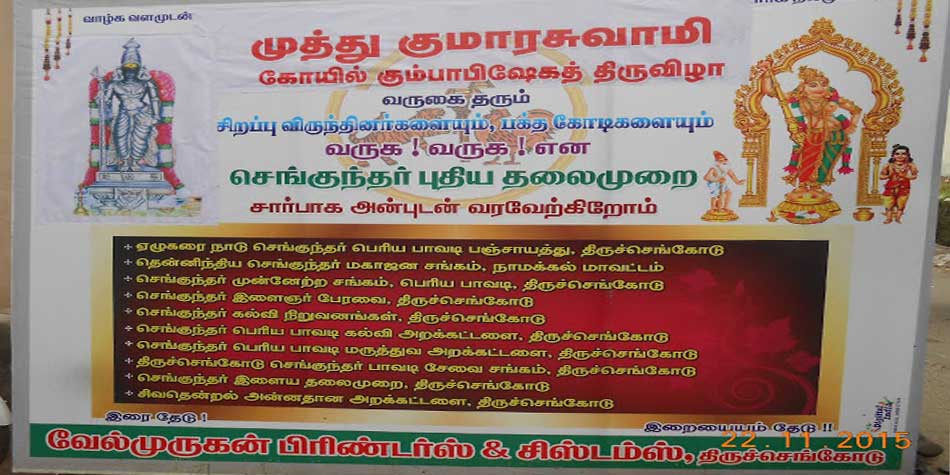 வாழ்க வளமுடன்
முத்து குமாரசுவாமி
கோயில் கும்பாபிஷேகத் திருவிழா
வருகை தரும்
சிறப்பு விருந்தினர்களையும், பக்த கோடிகளையும்
வருக ! வருக ! என
செங்குந்தர் புதிய தலைமுறை
சார்பாக அன்புடன் வரவேற்கிறோம்
ஏழுகரை நாடு செங்குந்தர் பெரிய பாவடி பஞ்சாயத்து, திருச்செங்கோடு
தென்னிந்திய செங்குந்தர் மகாஜன சங்கம், நாமக்கல் மாவட்டம்
செங்குந்தர் முன்னேற்ற சங்கம், பெரிய பாவடி, திருச்செங்கோடு
செங்குந்தர் இளைஞர் பேரவை, திருச்செங்கோடு
செங்குந்தர் கல்வி நிறுவனங்கள், திருச்செங்கோடு
செங்குந்தர் பெரிய பாவடி கல்வி அறக்கட்டளை, திருச்செங்கோடு
செங்குந்தர் பெரிய பாவடி மருத்துவ அறக்கட்டளை, திருச்செங்கோடு
திருச்செங்கோடு செங்குந்தர் பாவடி சேவை சங்கம், திருச்செங்கோடு
செங்குந்தர் இளைய தலைமுறை, திருச்செங்கோடு
சிவதென்றல் அன்னதான அறக்கட்டளை, திருச்செங்கோடு
இரை தேடு !
இறையையும் தேடு !!
வேல்முருகன் பிரிண்டர்ஸ் & சிஸ்டம்ஸ், திருச்செங்கோடு
22.11.2015